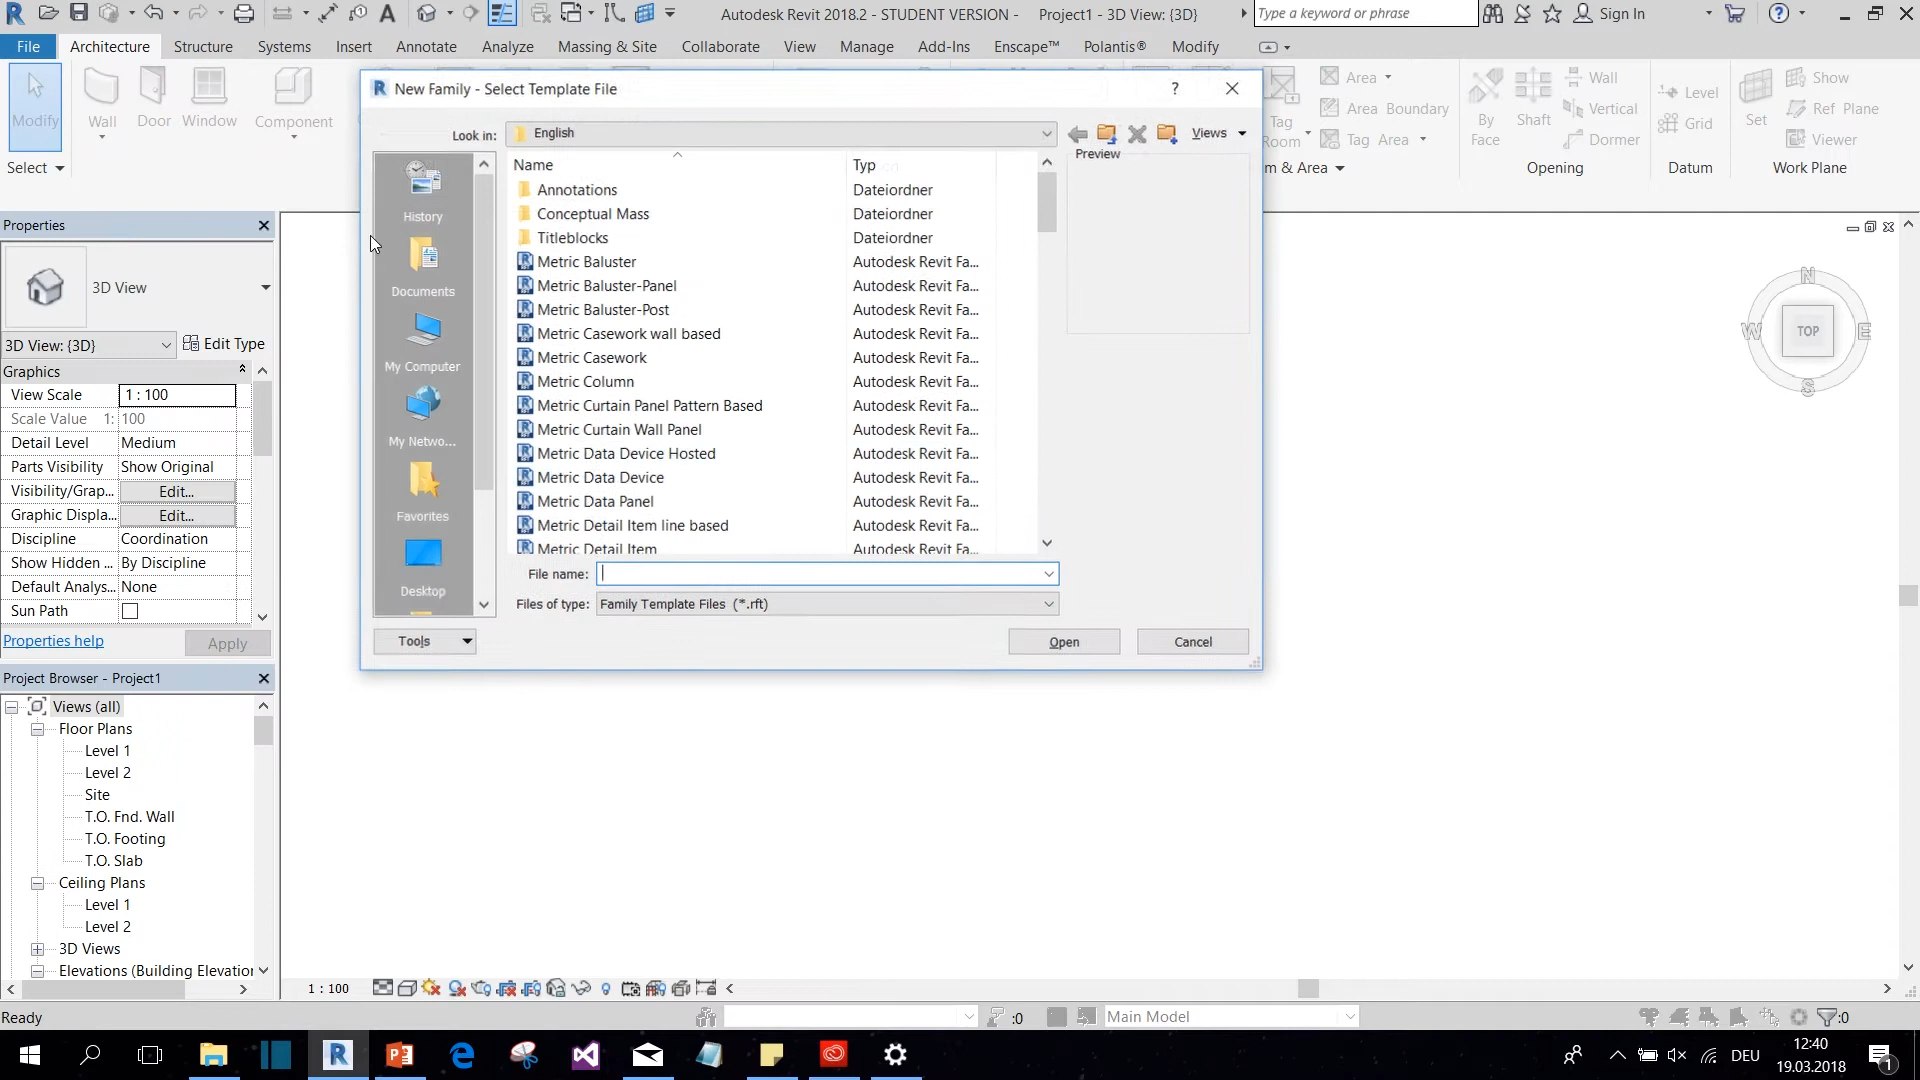 Autodesk Revit 2018.2 - STUDENT VERSION - Project1 - 3D View: {3D}
Type a keyword or phrase
Sign In
File Architecture Structure Systems Insert Annotate Analyze Massing & Site Collaborate View Manage Add-Ins Enscape™ Polantis® Modify
Modify
Wall
Door
Window
Component
Tag
Room
Area
Area Boundary
Tag Area
By
Face
Shaft
Wall
Vertical
Dormer
Level
Grid
Set
Show
Ref Plane
Viewer
Select
m & Area
Opening
Datum
Work Plane
New Family - Select Template File
Look in:
English
Views
Preview
History
Documents
My Computer
My Netwo...
Favorites
Desktop
Name Typ
Annotations Dateiordner
Conceptual Mass Dateiordner
Titleblocks Dateiordner
Metric Baluster Autodesk Revit Fa...
Metric Baluster-Panel Autodesk Revit Fa...
Metric Baluster-Post Autodesk Revit Fa...
Metric Casework wall based Autodesk Revit Fa...
Metric Casework Autodesk Revit Fa...
Metric Column Autodesk Revit Fa...
Metric Curtain Panel Pattern Based Autodesk Revit Fa...
Metric Curtain Wall Panel Autodesk Revit Fa...
Metric Data Device Hosted Autodesk Revit Fa...
Metric Data Device Autodesk Revit Fa...
Metric Data Panel Autodesk Revit Fa...
Metric Detail Item line based Autodesk Revit Fa...
Metric Detail Item Autodesk Revit Fa...
File name:
Files of type: Family Template Files (*.rft)
Tools
Open
Cancel
Properties
3D View
3D View: {3D}
Edit Type
Graphics
View Scale 1 : 100
Scale Value 1: 100
Detail Level Medium
Parts Visibility Show Original
Visibility/Grap... Edit...
Graphic Displa... Edit...
Discipline Coordination
Show Hidden ... By Discipline
Default Analys... None
Sun Path
Properties help
Apply
Project Browser - Project1
Views (all)
Floor Plans
Level 1
Level 2
Site
T.O. Fnd. Wall
T.O. Footing
T.O. Slab
Ceiling Plans
Level 1
Level 2
3D Views
Elevations (Building Elevation
N
W
TOP
E
S
1 : 100
Ready
:0
Main Model
:0
DEU
12:40
19.03.2018
1